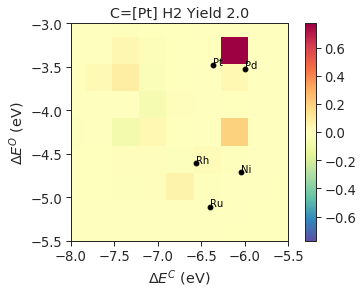 C=[Pt] H2 Yield 2.0
−3.0
−3.5
−4.0
−4.5
−5.0
−5.5
ΔE^O (eV)
Pt
Pd
Rh
Ni
Ru
−8.0 −7.5 −7.0 −6.5 −6.0 −5.5
ΔE^C (eV)
0.6
0.4
0.2
0.0
−0.2
−0.4
−0.6